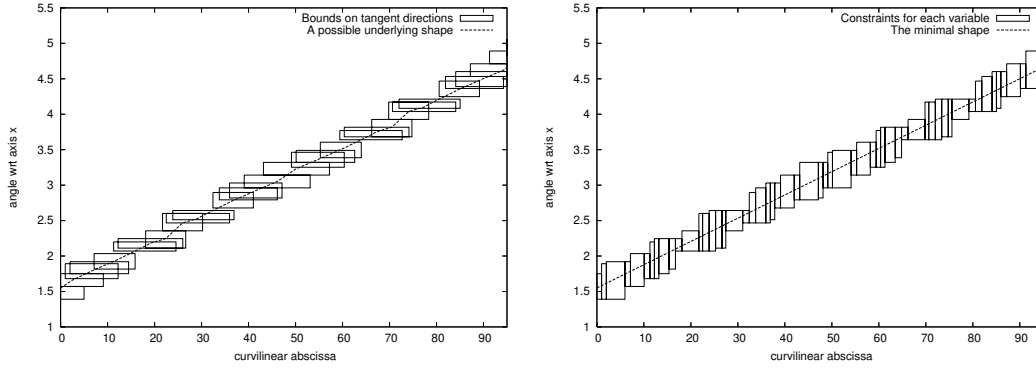 5.5
5
4.5
4
3.5
3
2.5
2
1.5
1
angle wrt axis x
Bounds on tangent directions
A possible underlying shape
0 10 20 30 40 50 60 70 80 90
curvilinear abscissa
5.5
5
4.5
4
3.5
3
2.5
2
1.5
1
angle wrt axis x
Constraints for each variable
The minimal shape
0 10 20 30 40 50 60 70 80 90
curvilinear abscissa